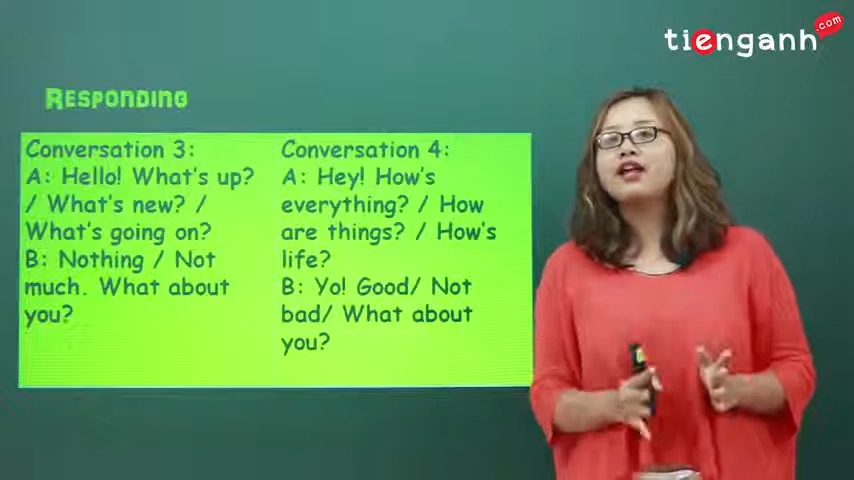 tienganh
.com
Responding
Conversation 3:
A: Hello! What's up?
/ What's new? /
What's going on?
B: Nothing / Not
much. What about
you?
Conversation 4:
A: Hey! How's
everything? / How
are things? / How's
life?
B: Yo! Good/ Not
bad/ What about
you?